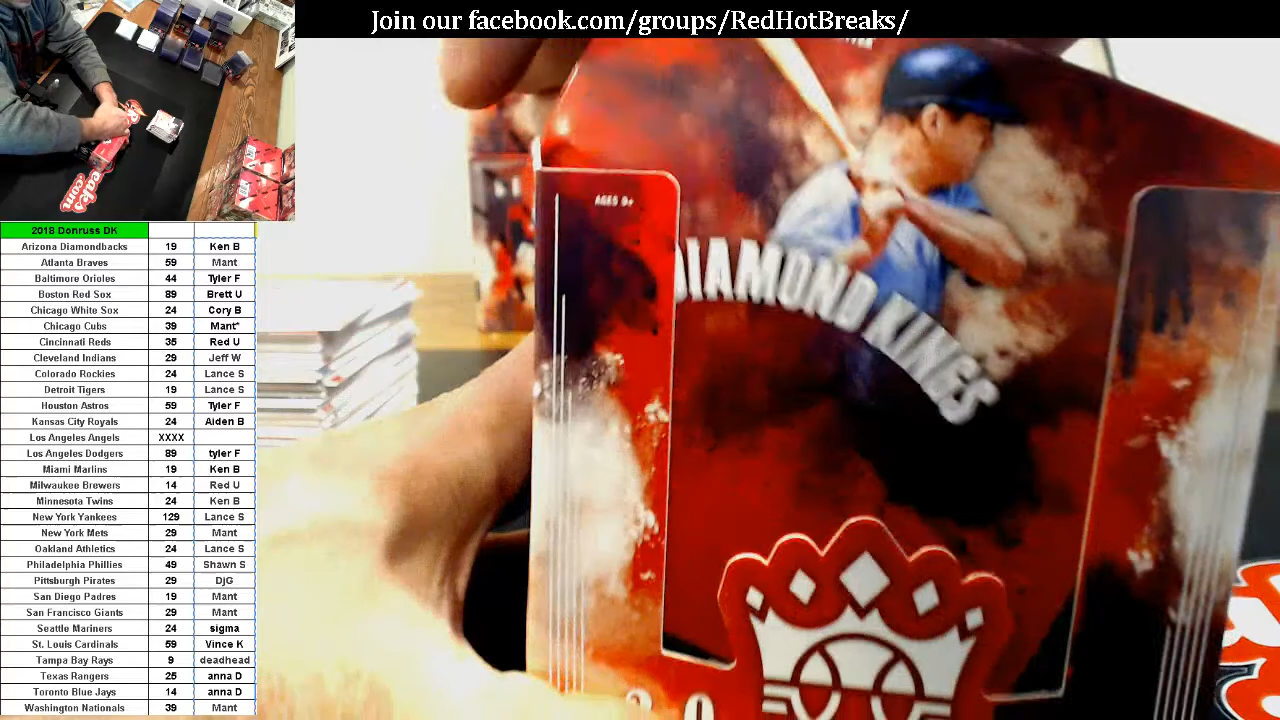 Join our facebook.com/groups/RedHotBreaks/
2018 Donruss DK
Arizona Diamondbacks 19 Ken B
Atlanta Braves 59 Mant
Baltimore Orioles 44 Tyler F
Boston Red Sox 89 Brett U
Chicago White Sox 24 Cory B
Chicago Cubs 39 Mant*
Cincinnati Reds 35 Red U
Cleveland Indians 29 Jeff W
Colorado Rockies 24 Lance S
Detroit Tigers 19 Lance S
Houston Astros 59 Tyler F
Kansas City Royals 24 Aiden B
Los Angeles Angels XXXX
Los Angeles Dodgers 89 tyler F
Miami Marlins 19 Ken B
Milwaukee Brewers 14 Red U
Minnesota Twins 24 Ken B
New York Yankees 129 Lance S
New York Mets 29 Mant
Oakland Athletics 24 Lance S
Philadelphia Phillies 49 Shawn S
Pittsburgh Pirates 29 DjG
San Diego Padres 19 Mant
San Francisco Giants 29 Mant
Seattle Mariners 24 sigma
St. Louis Cardinals 59 Vince K
Tampa Bay Rays 9 deadhead
Texas Rangers 25 anna D
Toronto Blue Jays 14 anna D
Washington Nationals 39 Mant
AGES 9+
DIAMOND KINGS